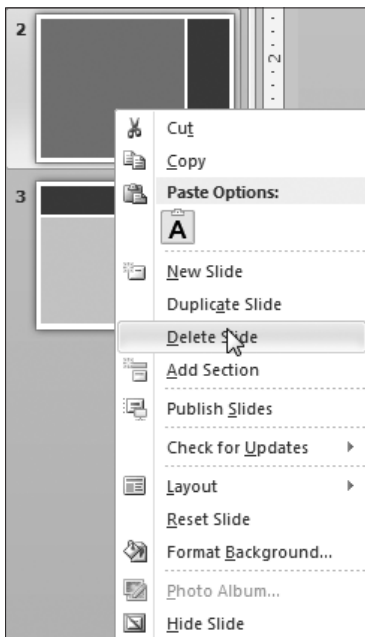 2
2
Cut
Copy
Paste Options:
A
3
New Slide
Duplicate Slide
Delete Slide
Add Section
Publish Slides
Check for Updates
Layout
Reset Slide
Format Background...
Photo Album...
Hide Slide